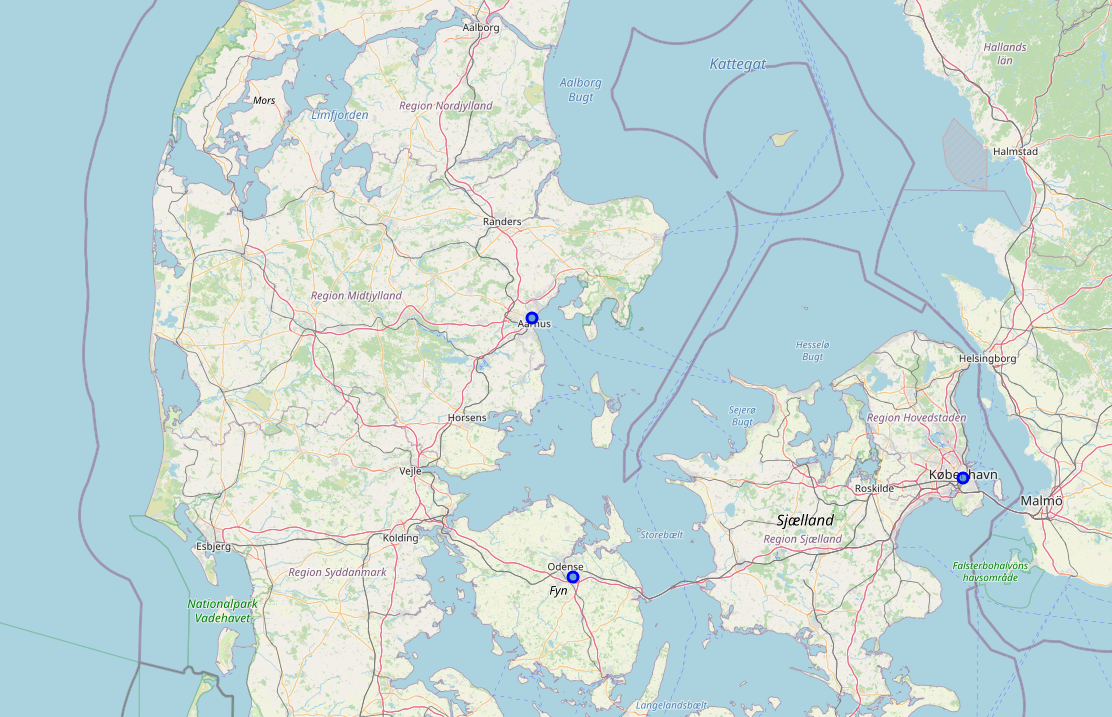 Aalborg
Hallands
län
Kattegat
Aalborg
Bugt
Mors
Region Nordjylland
Limfjorden
Halmstad
Randers
Region Midtjylland
Aarhus
Hesselø
Bugt
Helsingborg
Sejerø
Bugt
Region Hovedstaden
Horsens
Vejle
København
Roskilde
Malmö
Sjælland
Storebælt
Region Sjælland
Kolding
Esbjerg
Odense
Falsterbohalvöns
havsområde
Region Syddanmark
Fyn
Nationalpark
Vadehavet
Langelandsbælt